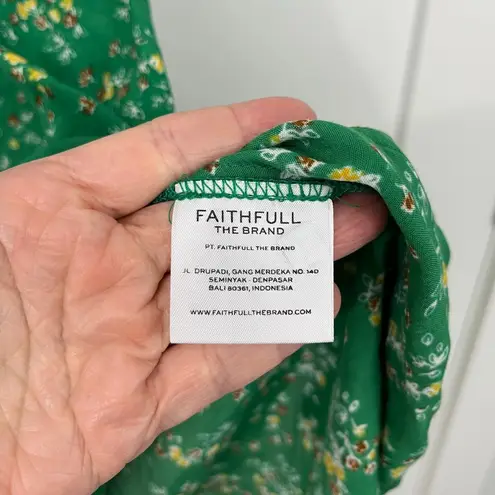 FAITHFULL
THE BRAND
PT. FAITHFULL THE BRAND
JL. DRUPADI, GANG MERDEKA NO. 14D
SEMINYAK - DENPASAR
BALI 80361, INDONESIA
WWW.FAITHFULLTHEBRAND.COM